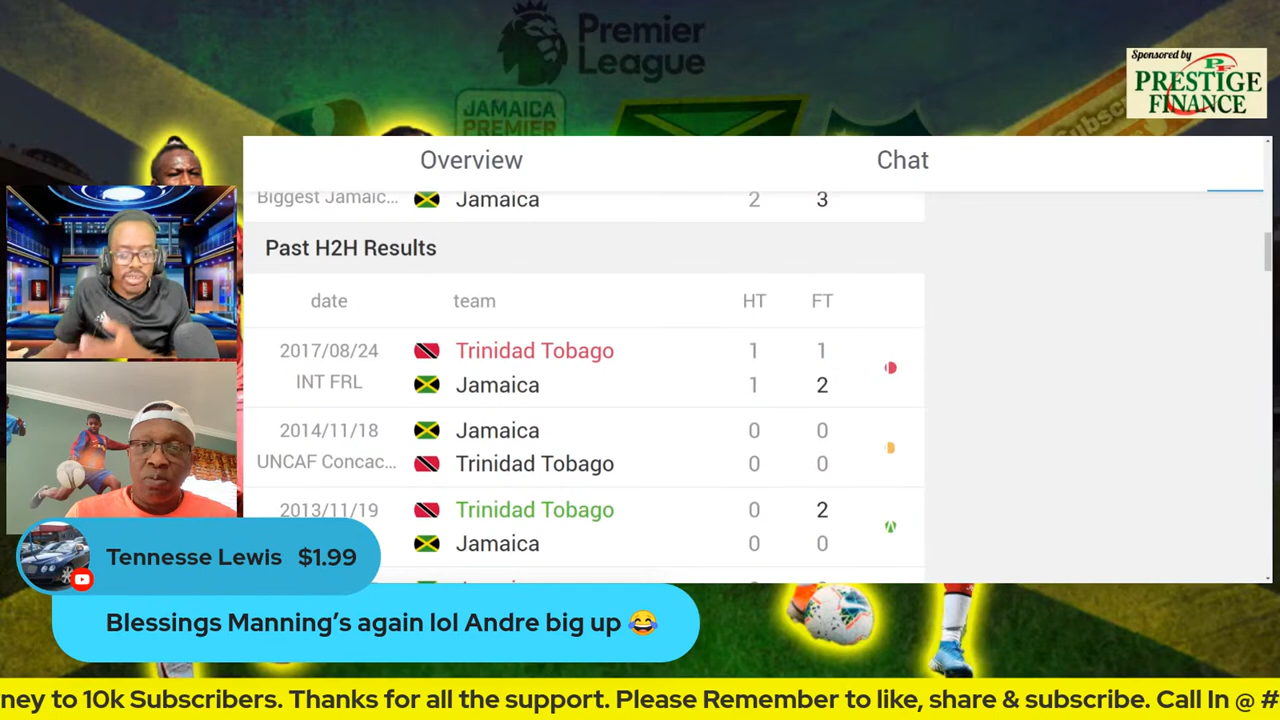 Premier
League
Sponsored by
PF
PRESTIGE
FINANCE
JAMAICA
PREMIER
Overview
Chat
Biggest Jamaic... Jamaica 2 3
Past H2H Results
date team HT FT
2017/08/24 Trinidad Tobago 1 1
INT FRL Jamaica 1 2
2014/11/18 Jamaica 0 0
UNCAF Concac... Trinidad Tobago 0 0
2013/11/19 Trinidad Tobago 0 2
Jamaica 0 0
Tennesse Lewis $1.99
Blessings Manning’s again lol Andre big up 😂
ney to 10k Subscribers. Thanks for all the support. Please Remember to like, share & subscribe. Call In @ #